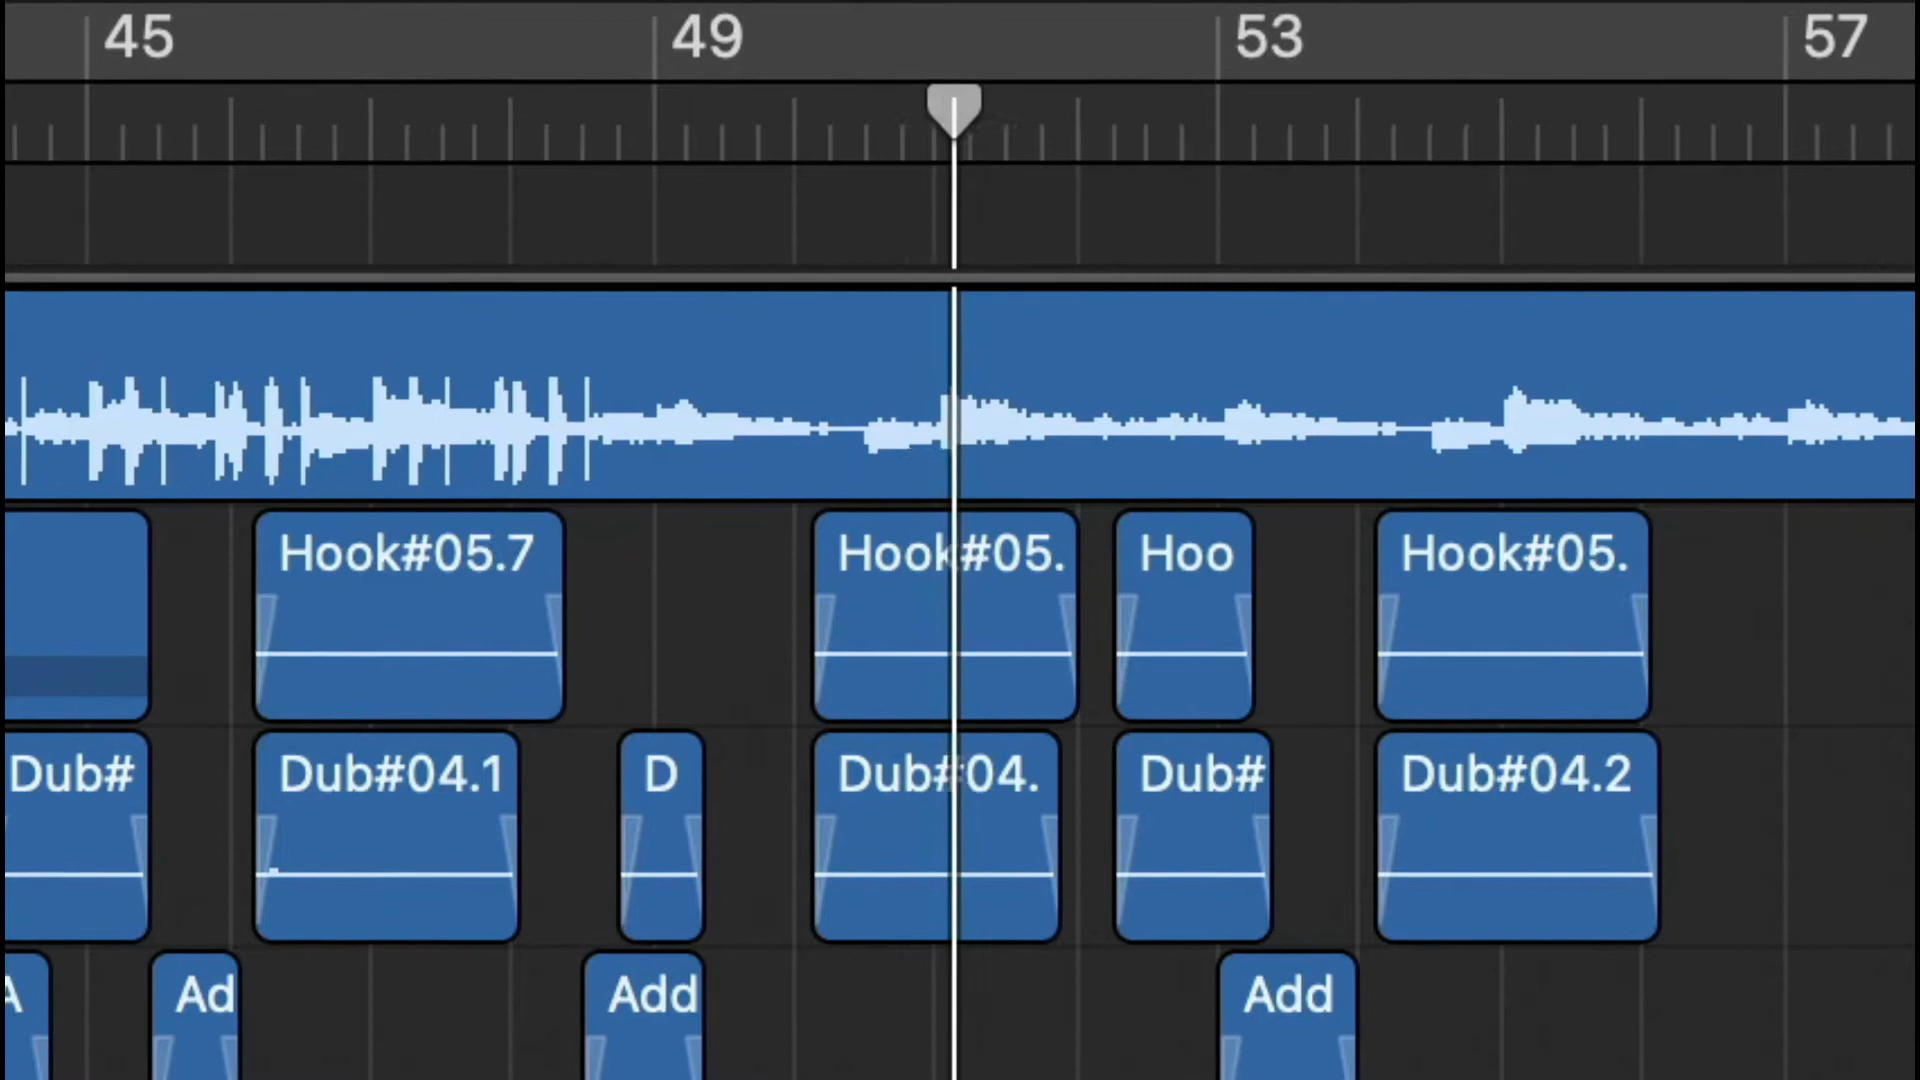 45 49 53 57
Hook#05.7 Hook#05. Hoo Hook#05.
Dub# Dub#04.1 D Dub#04. Dub# Dub#04.2
A Ad Add Add